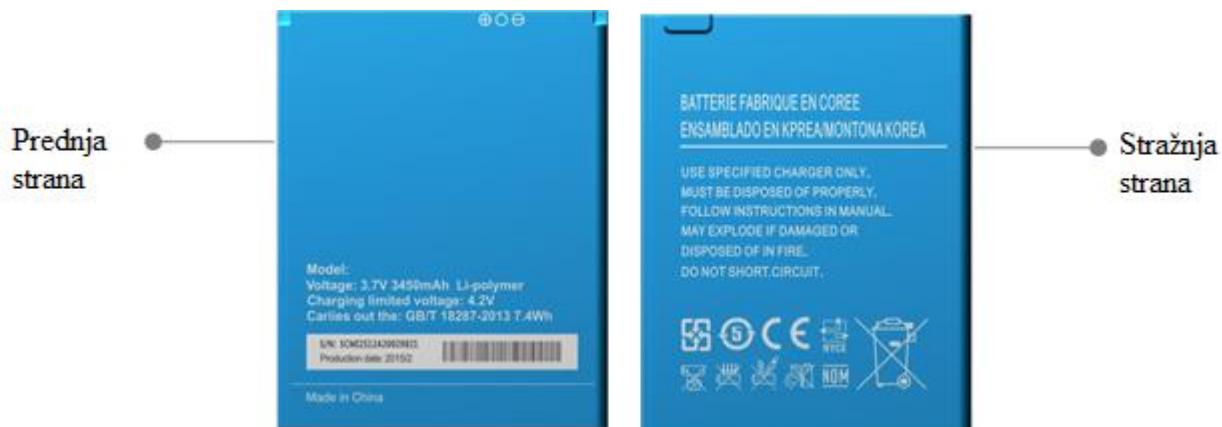 Prednja
strana
Model:
Voltage: 3.7V 3450mAh Li-polymer
Charging limited voltage: 4.2V
Carlies out the: GB/T 18287-2013 7.4Wh
Production date: 2015/2
Made in China
BATTERIE FABRIQUE EN COREE
ENSAMBLADO EN KPREA/MONTONA KOREA
USE SPECIFIED CHARGER ONLY.
MUST BE DISPOSED OF PROPERLY.
FOLLOW INSTRUCTIONS IN MANUAL.
MAY EXPLODE IF DAMAGED OR
DISPOSED OF IN FIRE.
DO NOT SHORT.CIRCUIT.
5 CE NYCE
NOM
Stražnja
strana